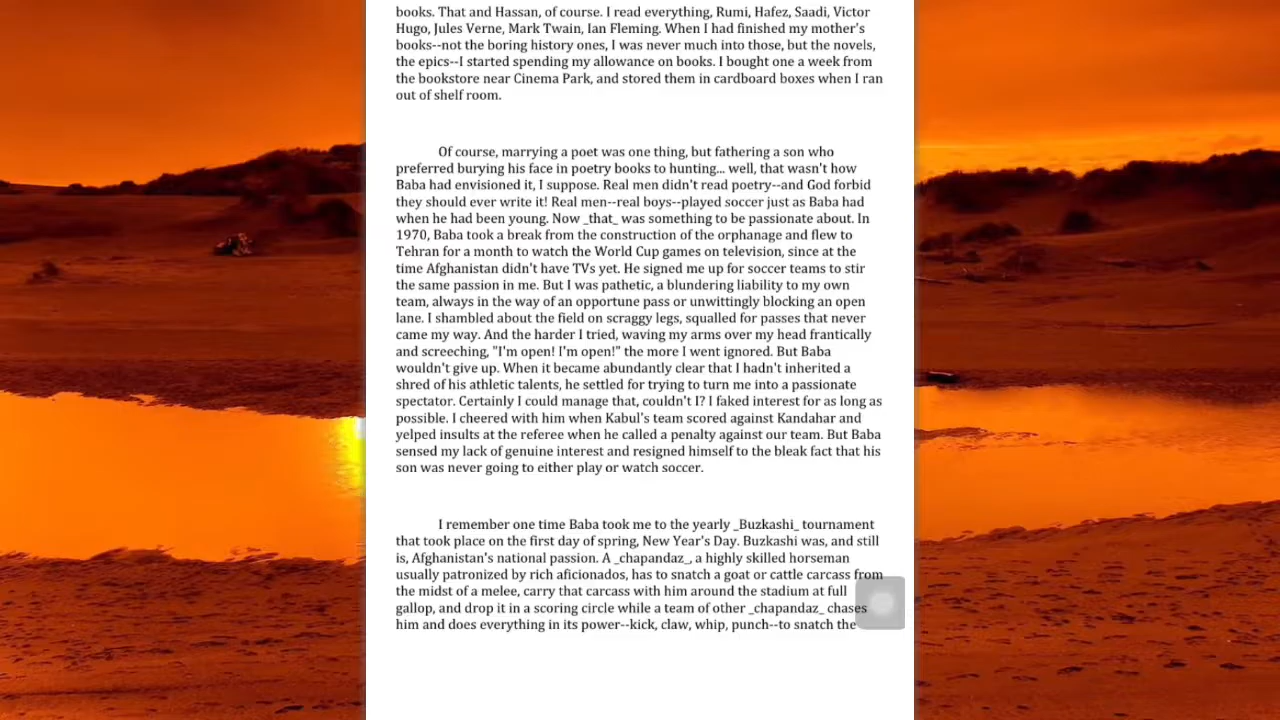 books. That and Hassan, of course. I read everything, Rumi, Hafez, Saadi, Victor
Hugo, Jules Verne, Mark Twain, Ian Fleming. When I had finished my mother's
books--not the boring history ones, I was never much into those, but the novels,
the epics--I started spending my allowance on books. I bought one a week from
the bookstore near Cinema Park, and stored them in cardboard boxes when I ran
out of shelf room.
Of course, marrying a poet was one thing, but fathering a son who
preferred burying his face in poetry books to hunting... well, that wasn't how
Baba had envisioned it, I suppose. Real men didn't read poetry--and God forbid
they should ever write it! Real men--real boys--played soccer just as Baba had
when he had been young. Now _that_ was something to be passionate about. In
1970, Baba took a break from the construction of the orphanage and flew to
Tehran for a month to watch the World Cup games on television, since at the
time Afghanistan didn't have TVs yet. He signed me up for soccer teams to stir
the same passion in me. But I was pathetic, a blundering liability to my own
team, always in the way of an opportune pass or unwittingly blocking an open
lane. I shambled about the field on scraggy legs, squalled for passes that never
came my way. And the harder I tried, waving my arms over my head frantically
and screeching, "I'm open! I'm open!" the more I went ignored. But Baba
wouldn't give up. When it became abundantly clear that I hadn't inherited a
shred of his athletic talents, he settled for trying to turn me into a passionate
spectator. Certainly I could manage that, couldn't I? I faked interest for as long as
possible. I cheered with him when Kabul's team scored against Kandahar and
yelped insults at the referee when he called a penalty against our team. But Baba
sensed my lack of genuine interest and resigned himself to the bleak fact that his
son was never going to either play or watch soccer.
I remember one time Baba took me to the yearly _Buzkashi_ tournament
that took place on the first day of spring, New Year's Day. Buzkashi was, and still
is, Afghanistan's national passion. A _chapandaz_, a highly skilled horseman
usually patronized by rich aficionados, has to snatch a goat or cattle carcass from
the midst of a melee, carry that carcass with him around the stadium at full
gallop, and drop it in a scoring circle while a team of other _chapandaz_ chases
him and does everything in its power--kick, claw, whip, punch--to snatch the